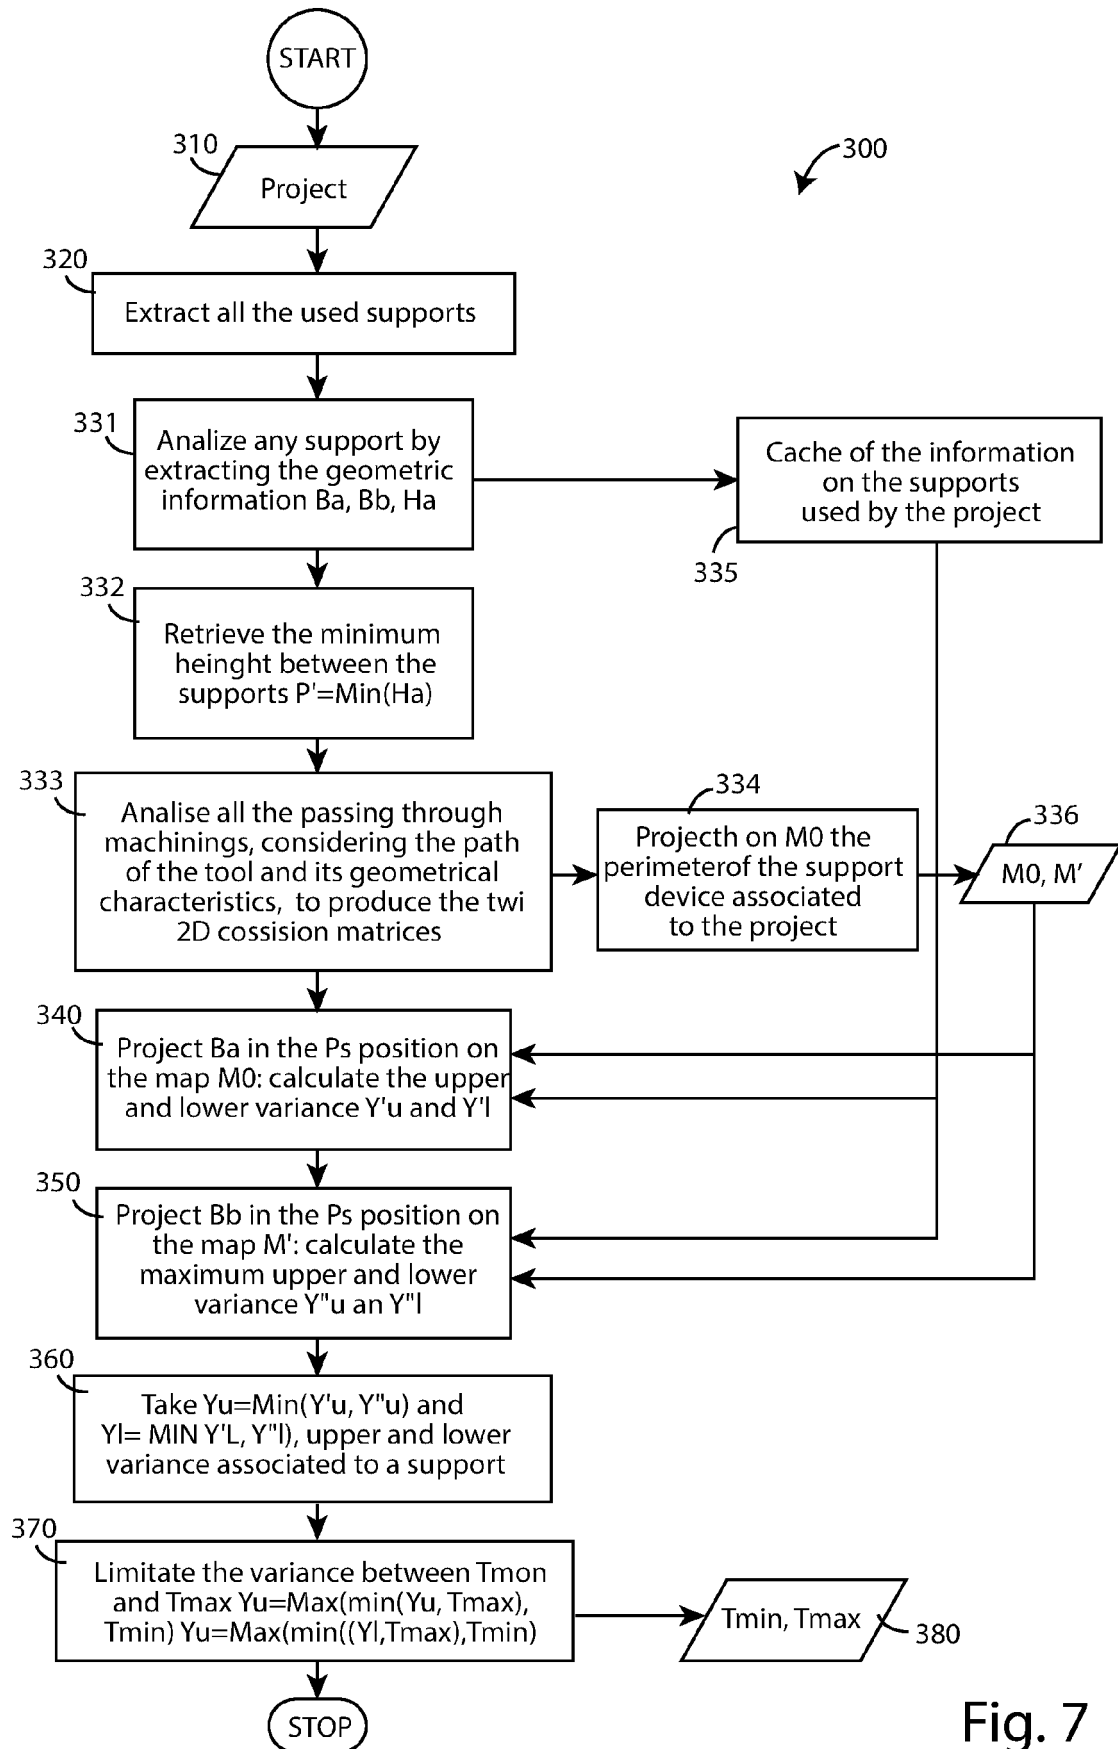 START
310
Project
300
320
Extract all the used supports
331
Analize any support by
extracting the geometric
information Ba, Bb, Ha
Cache of the information
on the supports
used by the project
335
332
Retrieve the minimum
heinght between the
supports P'=Min(Ha)
333
Analise all the passing through
machinings, considering the path
of the tool and its geometrical
characteristics, to produce the twi
2D cossision matrices
334
Projecth on M0 the
perimeterof the support
device associated
to the project
336
M0, M'
340
Project Ba in the Ps position on
the map M0: calculate the upper
and lower variance Y'u and Y'l
350
Project Bb in the Ps position on
the map M': calculate the
maximum upper and lower
variance Y"u an Y"l
360
Take Yu=Min(Y'u, Y"u) and
Yl= MIN Y'L, Y"l), upper and lower
variance associated to a support
370
Limitate the variance between Tmon
and Tmax Yu=Max(min(Yu, Tmax),
Tmin) Yu=Max(min((Yl,Tmax),Tmin)
Tmin, Tmax
380
STOP
Fig. 7